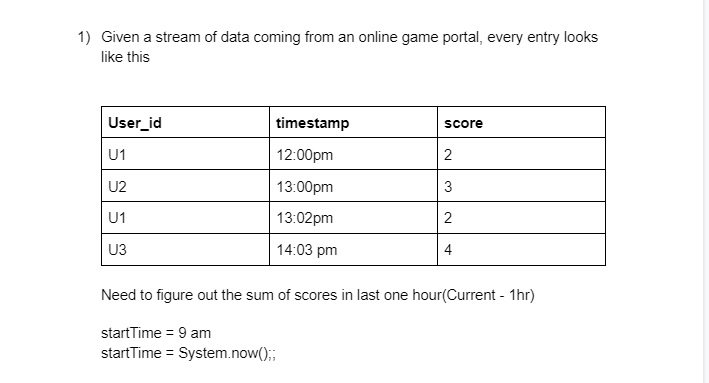 1) Given a stream of data coming from an online game portal, every entry looks
like this
User_id timestamp score
U1 12:00pm 2
U2 13:00pm 3
U1 13:02pm 2
U3 14:03 pm 4
Need to figure out the sum of scores in last one hour(Current - 1hr)
startTime = 9 am
startTime = System.now();;